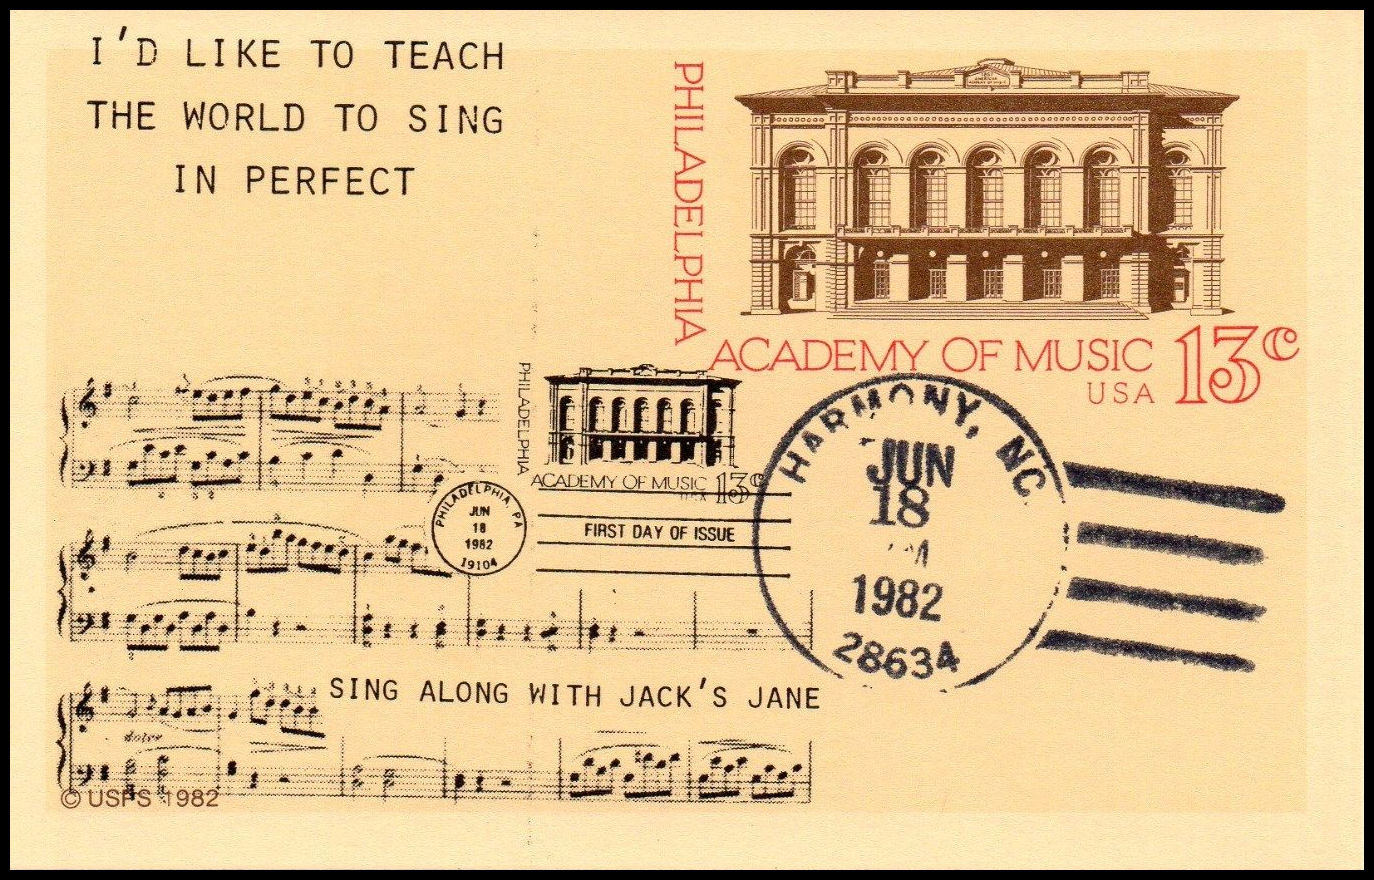 I'D LIKE TO TEACH
THE WORLD TO SING
IN PERFECT
PHILADELPHIA
ACADEMY OF MUSIC
USA
13c
PHILADELPHIA
ACADEMY OF MUSIC
USA 13c
PHILADELPHIA, PA
JUN
18
1982
19104
FIRST DAY OF ISSUE
HARMONY, NC
JUN
18
1982
28634
SING ALONG WITH JACK'S JANE
dolce
© USPS 1982